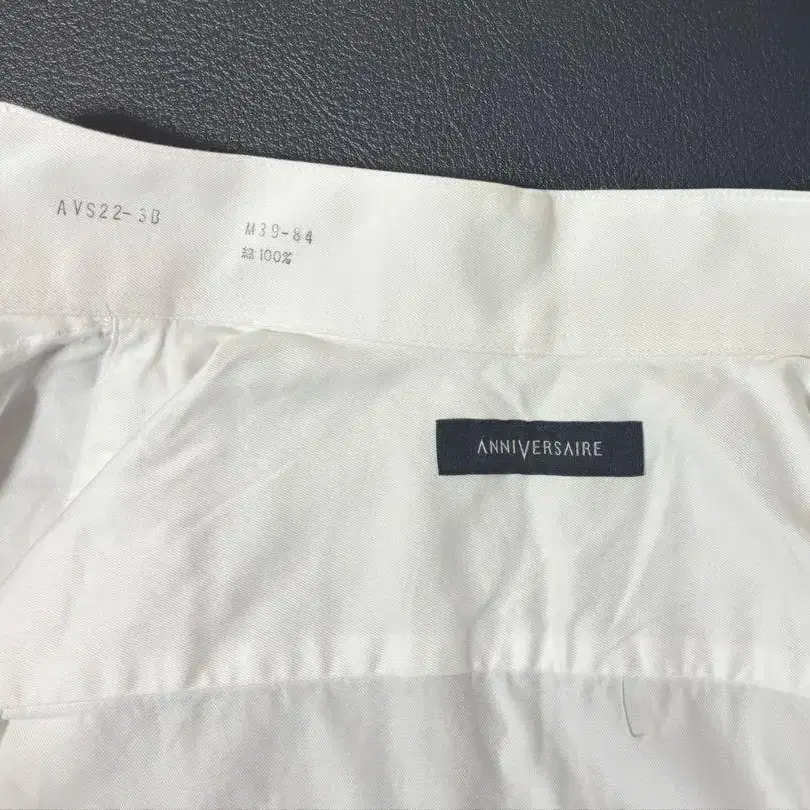 AVS22-3B
M39-84
綿100%
ANNIVERSAIRE